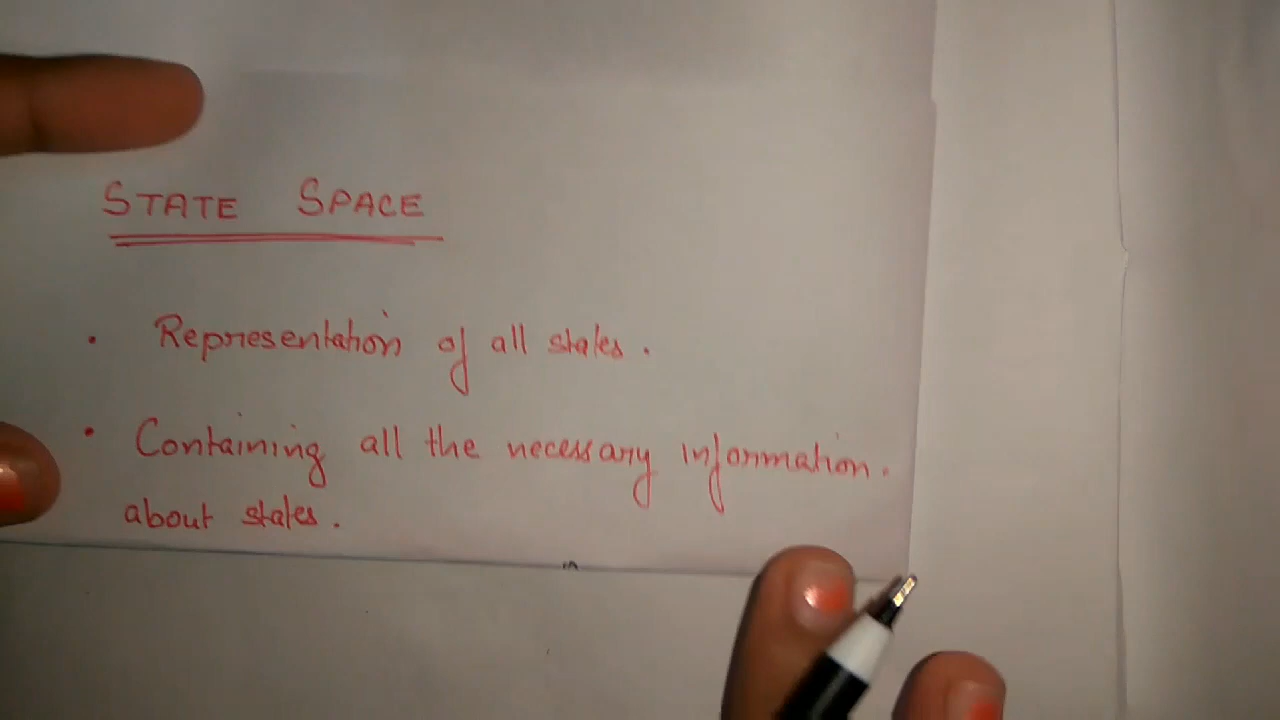 STATE SPACE
• Representation of all states.
• Containing all the necessary information.
about states.